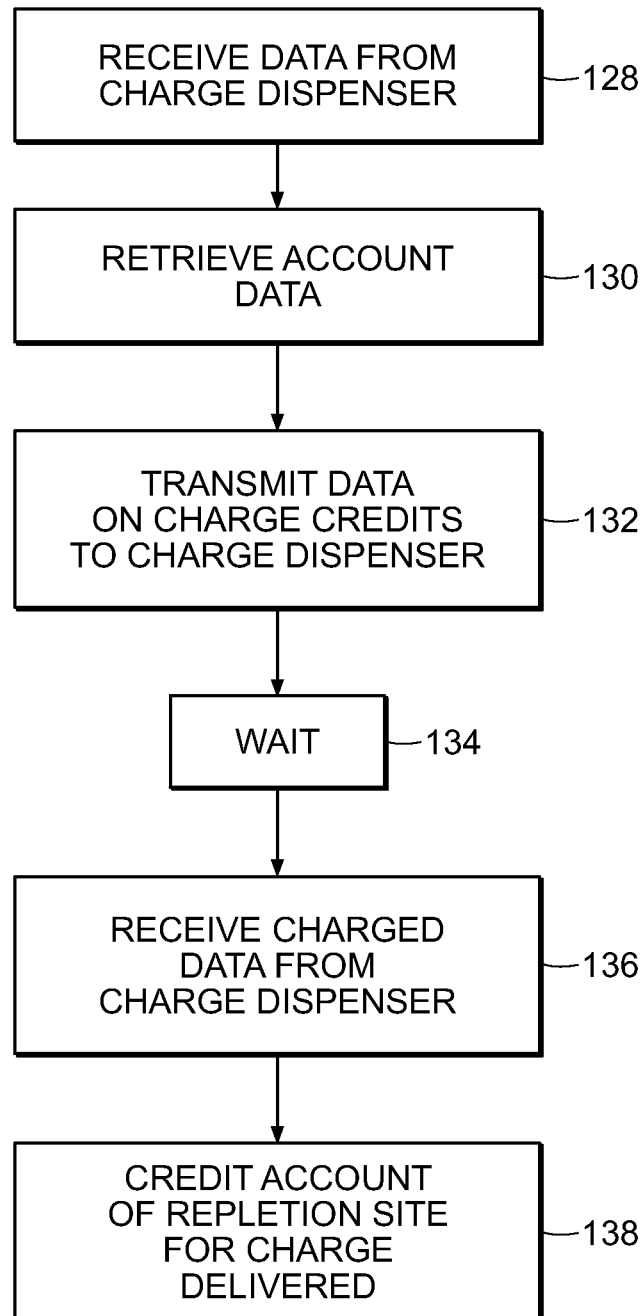 RECEIVE DATA FROM
CHARGE DISPENSER
128
RETRIEVE ACCOUNT
DATA
130
TRANSMIT DATA
ON CHARGE CREDITS
TO CHARGE DISPENSER
132
WAIT
134
RECEIVE CHARGED
DATA FROM
CHARGE DISPENSER
136
CREDIT ACCOUNT
OF REPLETION SITE
FOR CHARGE
DELIVERED
138